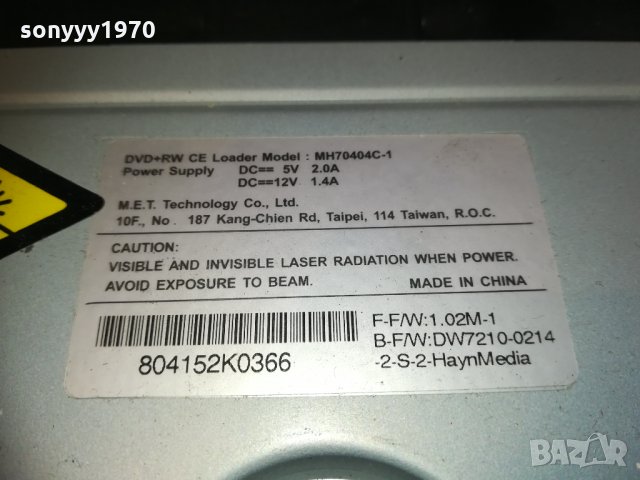 sonyyy1970
DVD+RW CE Loader Model : MH70404C-1
Power Supply DC== 5V 2.0A
DC==12V 1.4A
M.E.T. Technology Co., Ltd.
10F., No . 187 Kang-Chien Rd, Taipei, 114 Taiwan, R.O.C.
CAUTION:
VISIBLE AND INVISIBLE LASER RADIATION WHEN POWER.
AVOID EXPOSURE TO BEAM. MADE IN CHINA
804152K0366
F-F/W:1.02M-1
B-F/W:DW7210-0214
-2-S-2-HaynMedia
BAZAR